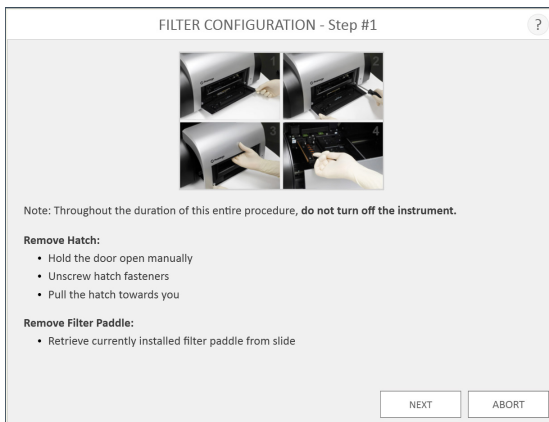 FILTER CONFIGURATION - Step #1
?
1
2
3
4
Note: Throughout the duration of this entire procedure, do not turn off the instrument.
Remove Hatch:
• Hold the door open manually
• Unscrew hatch fasteners
• Pull the hatch towards you
Remove Filter Paddle:
• Retrieve currently installed filter paddle from slide
NEXT
ABORT